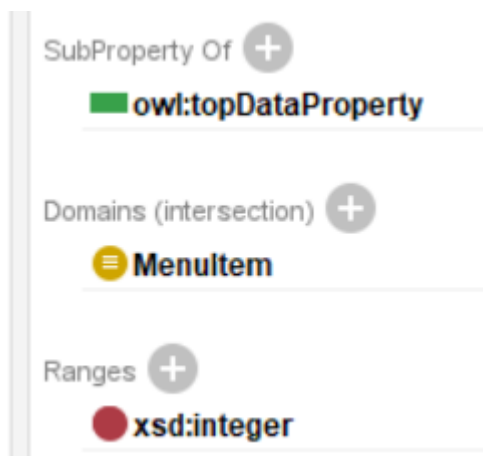 SubProperty Of
owl:topDataProperty
Domains (intersection)
MenuItem
Ranges
xsd:integer